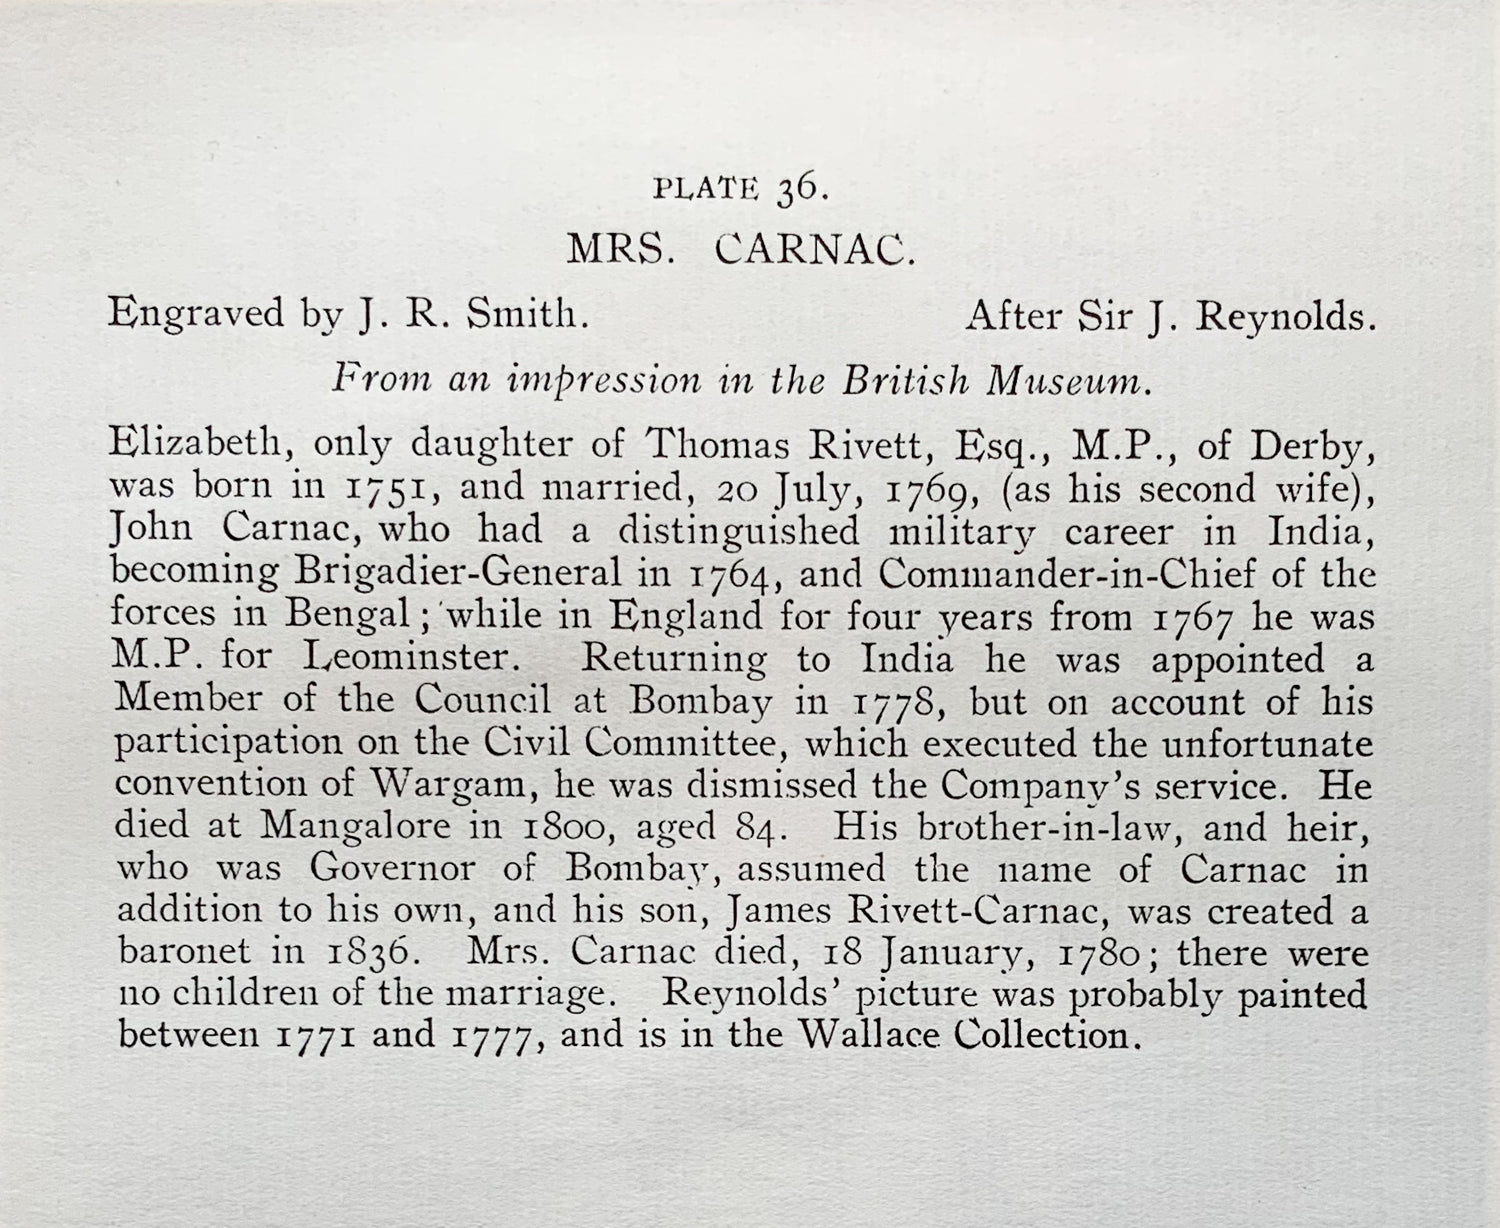 PLATE 36.
MRS. CARNAC.
Engraved by J. R. Smith. After Sir J. Reynolds.
From an impression in the British Museum.
Elizabeth, only daughter of Thomas Rivett, Esq., M.P., of Derby,
was born in 1751, and married, 20 July, 1769, (as his second wife),
John Carnac, who had a distinguished military career in India,
becoming Brigadier-General in 1764, and Commander-in-Chief of the
forces in Bengal; while in England for four years from 1767 he was
M.P. for Leominster. Returning to India he was appointed a
Member of the Council at Bombay in 1778, but on account of his
participation on the Civil Committee, which executed the unfortunate
convention of Wargam, he was dismissed the Company's service. He
died at Mangalore in 1800, aged 84. His brother-in-law, and heir,
who was Governor of Bombay, assumed the name of Carnac in
addition to his own, and his son, James Rivett-Carnac, was created a
baronet in 1836. Mrs. Carnac died, 18 January, 1780; there were
no children of the marriage. Reynolds' picture was probably painted
between 1771 and 1777, and is in the Wallace Collection.